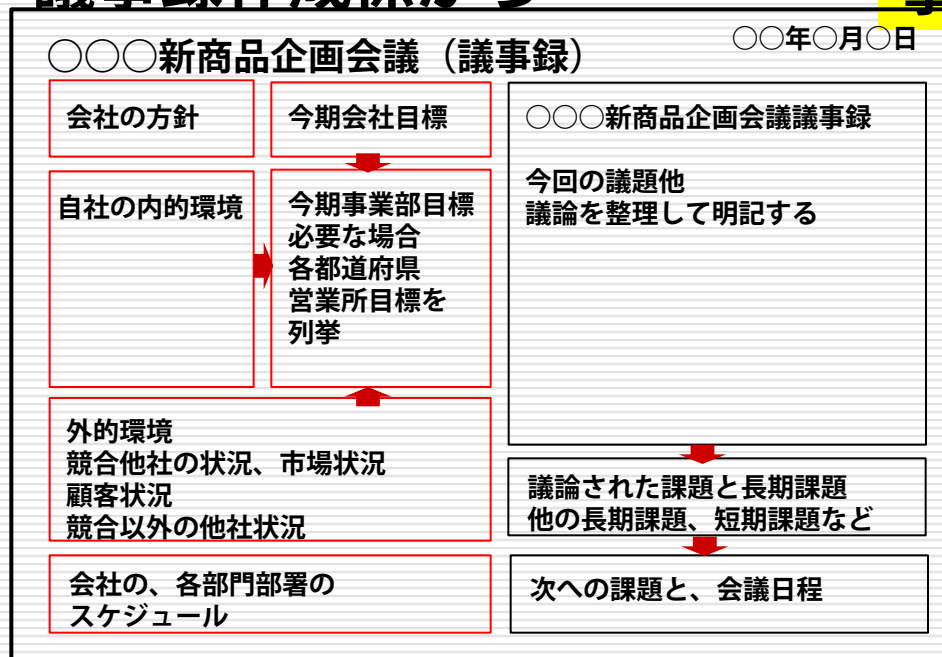 ○○○新商品企画会議（議事録）
○○年○月○日
会社の方針
今期会社目標
自社の内的環境
今期事業部目標
必要な場合
各都道府県
営業所目標を
列挙
外的環境
競合他社の状況、市場状況
顧客状況
競合以外の他社状況
会社の、各部門部署の
スケジュール
○○○新商品企画会議議事録
今回の議題他
議論を整理して明記する
議論された課題と長期課題
他の長期課題、短期課題など
次への課題と、会議日程